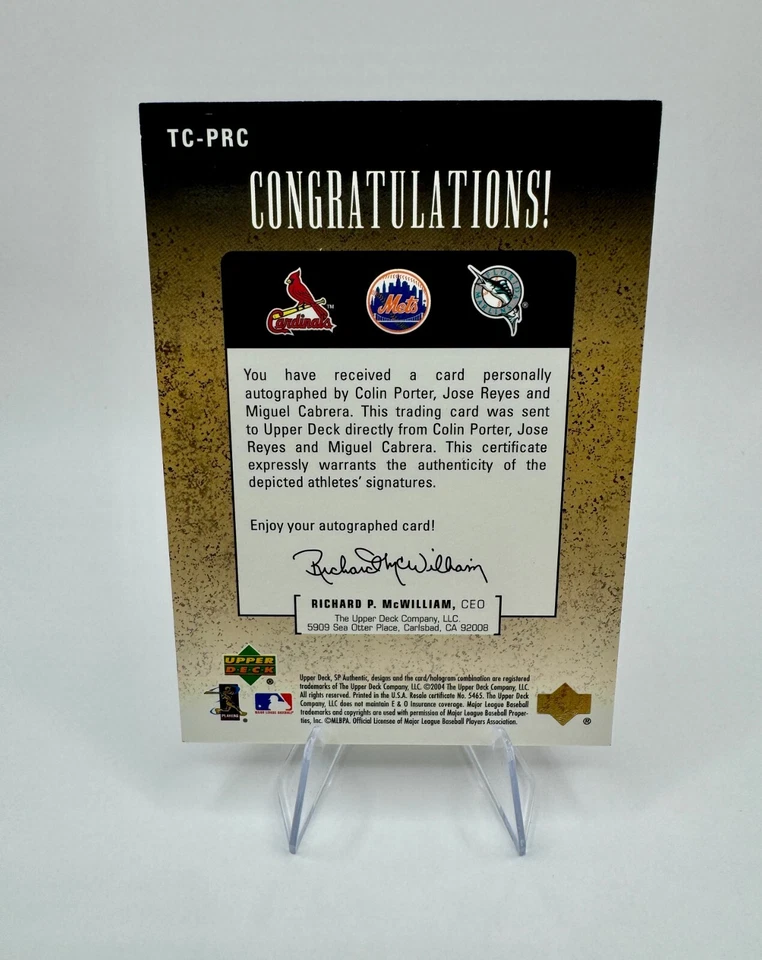 TC-PRC
CONGRATULATIONS!
Cardinals TM Mets ®
You have received a card personally
autographed by Colin Porter, Jose Reyes and
Miguel Cabrera. This trading card was sent
to Upper Deck directly from Colin Porter, Jose
Reyes and Miguel Cabrera. This certificate
expressly warrants the authenticity of the
depicted athletes' signatures.
Enjoy your autographed card!
Richard McWilliam
RICHARD P. McWILLIAM, CEO
The Upper Deck Company, LLC.
5909 Sea Otter Place, Carlsbad, CA 92008
UPPER
DECK
®
PLAYERS
Upper Deck, SP Authentic, designs and the card/hologram combination are registered
trademarks of The Upper Deck Company, LLC. ©2004 The Upper Deck Company, LLC.
All rights reserved. Printed in the U.S.A. Resale certificate No. 5465. The Upper Deck
Company, LLC does not maintain E & O Insurance coverage. Major League Baseball
trademarks and copyrights are used with permission of Major League Baseball Proper-
ties, Inc. ©MLBPA. Official Licensee of Major League Baseball Players Association.
®